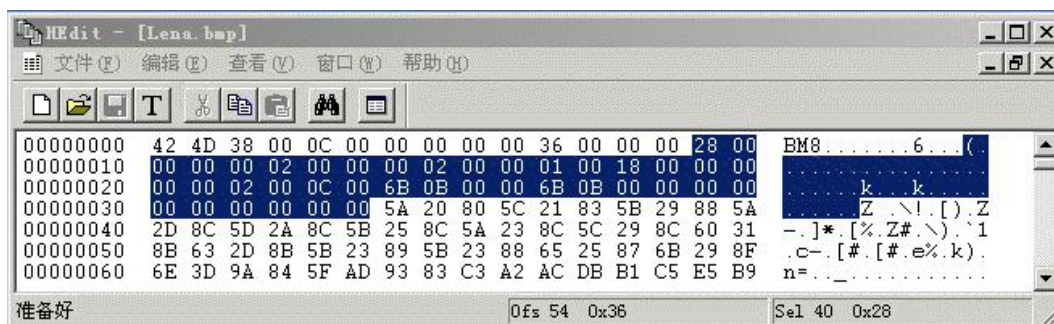 HEdit - [Lena.bmp]
文件(F) 编辑(E) 查看(V) 窗口(W) 帮助(H)
T
00000000 42 4D 38 00 0C 00 00 00 00 00 36 00 00 00 28 00 BM8.......6...(.
00000010 00 00 00 02 00 00 00 02 00 00 01 00 18 00 00 00 ................
00000020 00 00 02 00 0C 00 6B 0B 00 00 6B 0B 00 00 00 00 ......k...k.....
00000030 00 00 00 00 00 00 5A 20 80 5C 21 83 5B 29 88 5A ......Z .\!.[).Z
00000040 2D 8C 5D 2A 8C 5B 25 8C 5A 23 8C 5C 29 8C 60 31 -.]*.[%.Z#.\).`1
00000050 8B 63 2D 8B 5B 23 89 5B 23 88 65 25 87 6B 29 8F .c-.[#.[#.e%.k).
00000060 6E 3D 9A 84 5F AD 93 83 C3 A2 AC DB B1 C5 E5 B9 n=.._...........
准备好 Ofs 54 0x36 Sel 40 0x28